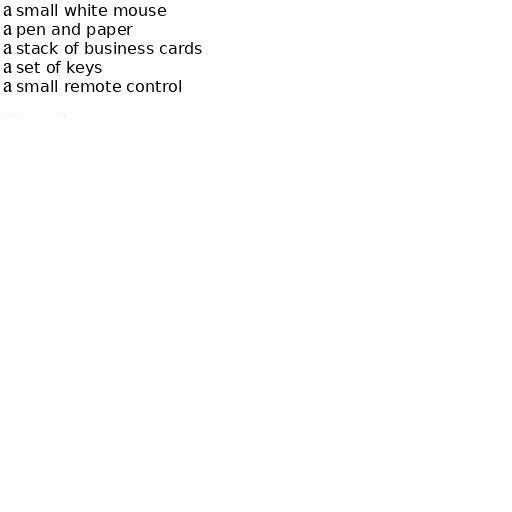 a small white mouse
a pen and paper
a stack of business cards
a set of keys
a small remote control